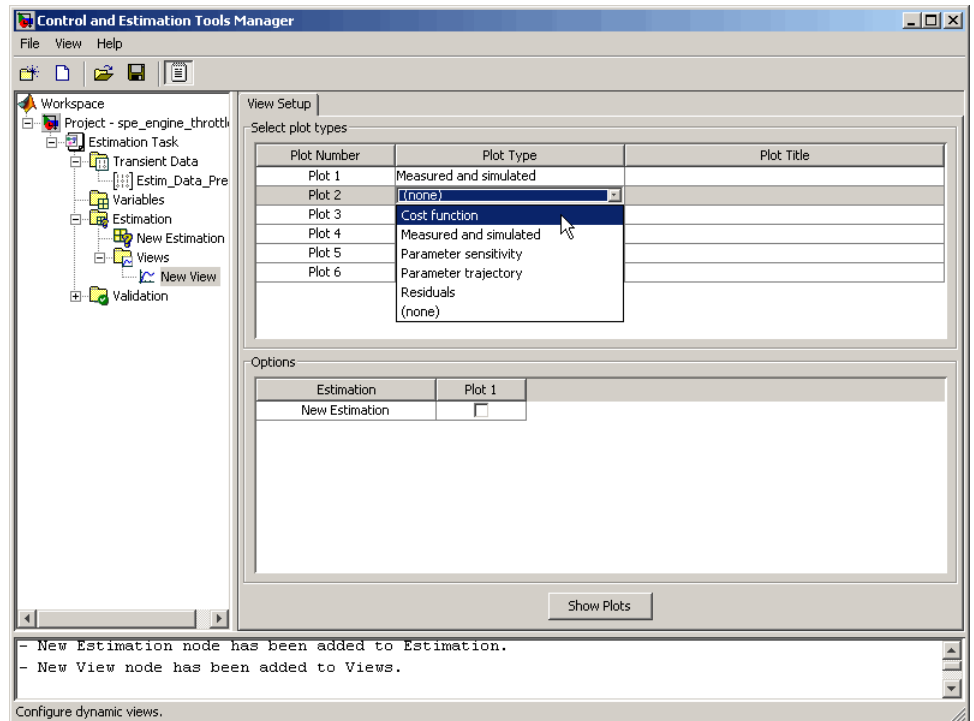 Control and Estimation Tools Manager
File View Help
Workspace
Project - spe_engine_throttl
Estimation Task
Transient Data
Estim_Data_Pre
Variables
Estimation
New Estimation
Views
New View
Validation
View Setup
Select plot types
Plot Number Plot Type Plot Title
Plot 1 Measured and simulated
Plot 2 (none)
Plot 3 Cost function
Plot 4 Measured and simulated
Plot 5 Parameter sensitivity
Plot 6 Parameter trajectory
Residuals
(none)
Options
Estimation Plot 1
New Estimation
Show Plots
- New Estimation node has been added to Estimation.
- New View node has been added to Views.
Configure dynamic views.